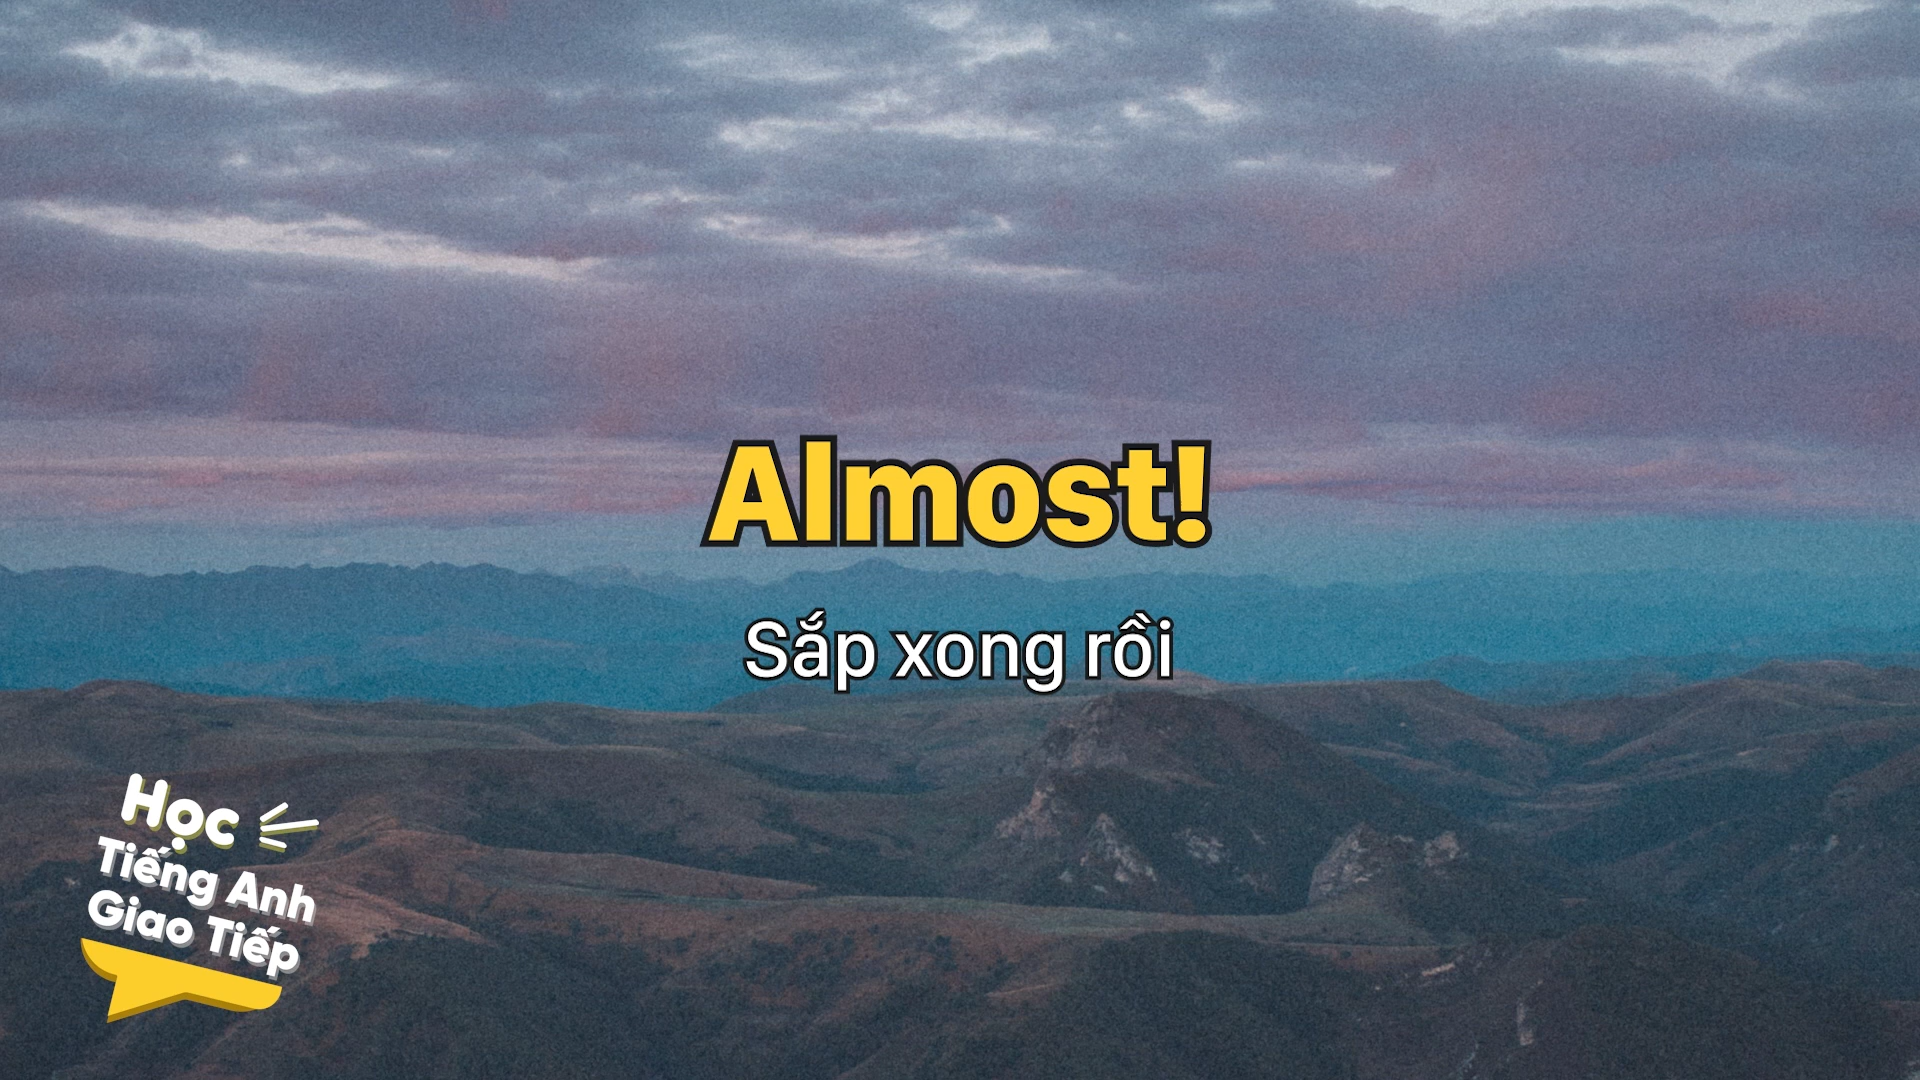 Almost!
Sắp xong rồi
Học
Tiếng Anh
Giao Tiếp